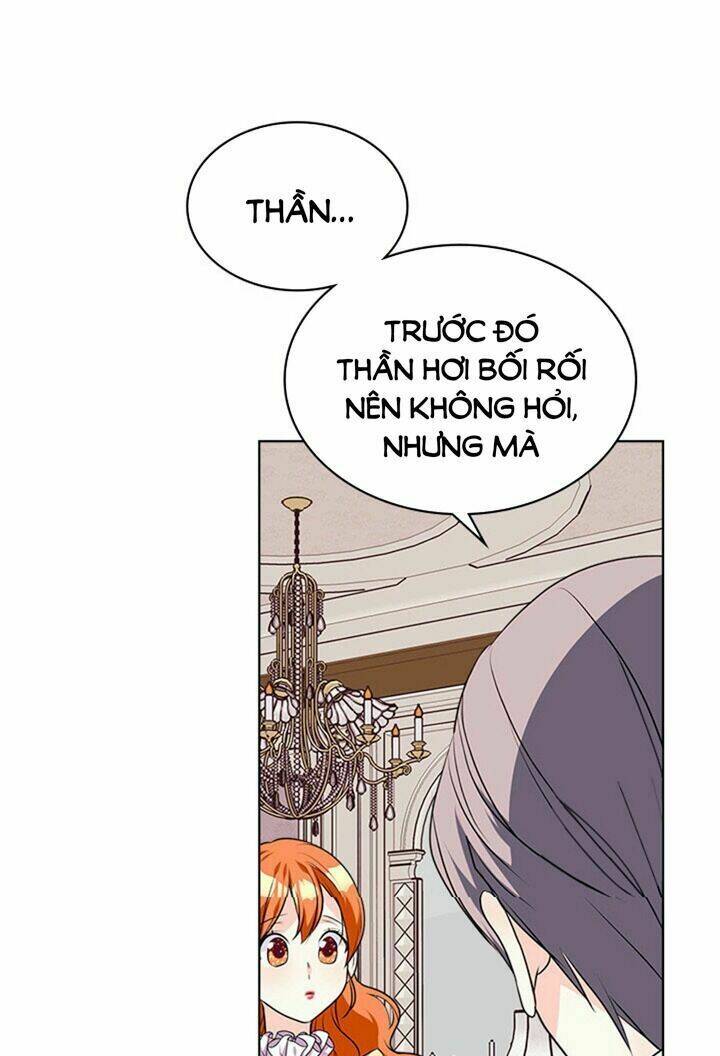 THẦN...
TRƯỚC ĐÓ
THẦN HƠI BỐI RỐI
NÊN KHÔNG HỎI,
NHƯNG MÀ